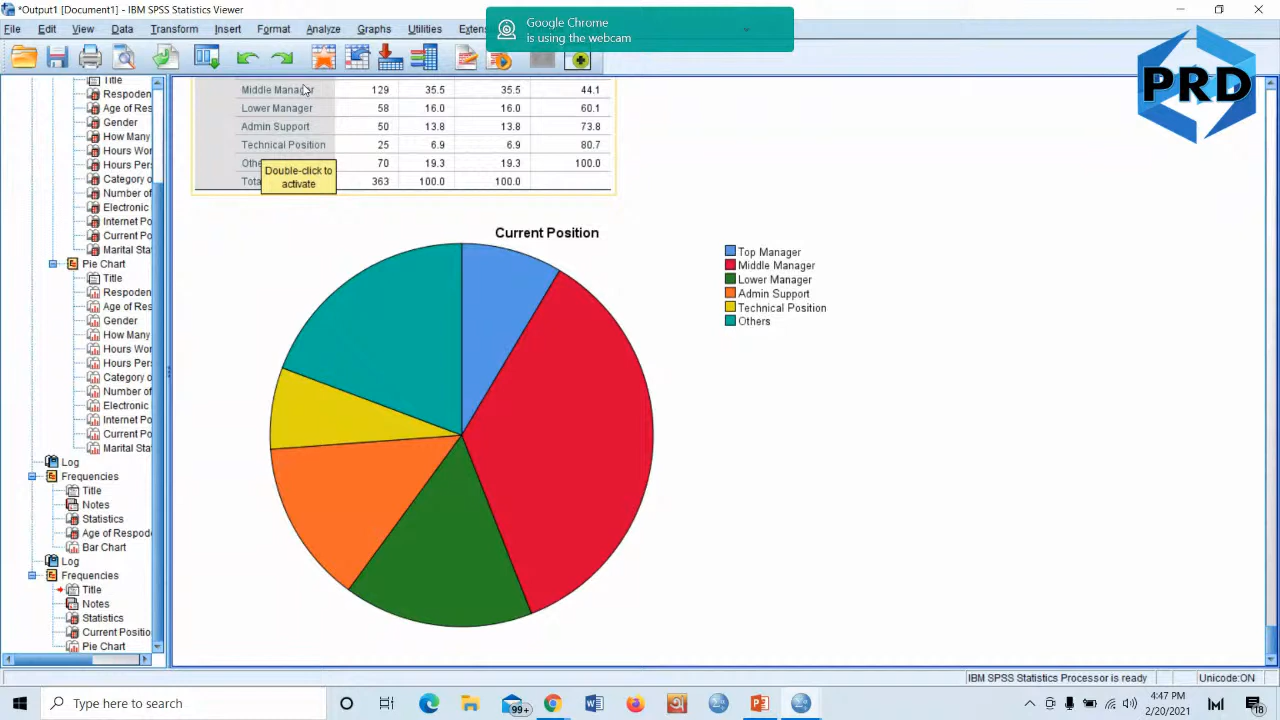 *Output1 [Document1] - IBM SPSS Statistics Viewer
File Edit View Data Transform Insert Format Analyze Graphs Utilities Extens
Google Chrome
is using the webcam
PRD
Title
Responden
Age of Res
Gender
How Many
Hours Wor
Hours Pers
Category o
Number of
Electronic
Internet Po
Current Po
Marital Stat
Pie Chart
Title
Responden
Age of Res
Gender
How Many
Hours Wor
Hours Pers
Category o
Number of
Electronic
Internet Po
Current Po
Marital Stat
Log
Frequencies
Title
Notes
Statistics
Age of Respode
Bar Chart
Log
Frequencies
Title
Notes
Statistics
Current Positio
Pie Chart
Middle Manager 129 35.5 35.5 44.1
Lower Manager 58 16.0 16.0 60.1
Admin Support 50 13.8 13.8 73.8
Technical Position 25 6.9 6.9 80.7
Othe 70 19.3 19.3 100.0
Tota 363 100.0 100.0
Double-click to
activate
Current Position
Top Manager
Middle Manager
Lower Manager
Admin Support
Technical Position
Others
IBM SPSS Statistics Processor is ready
Unicode:ON
Type here to search
99+
4:47 PM
2/20/2021
18